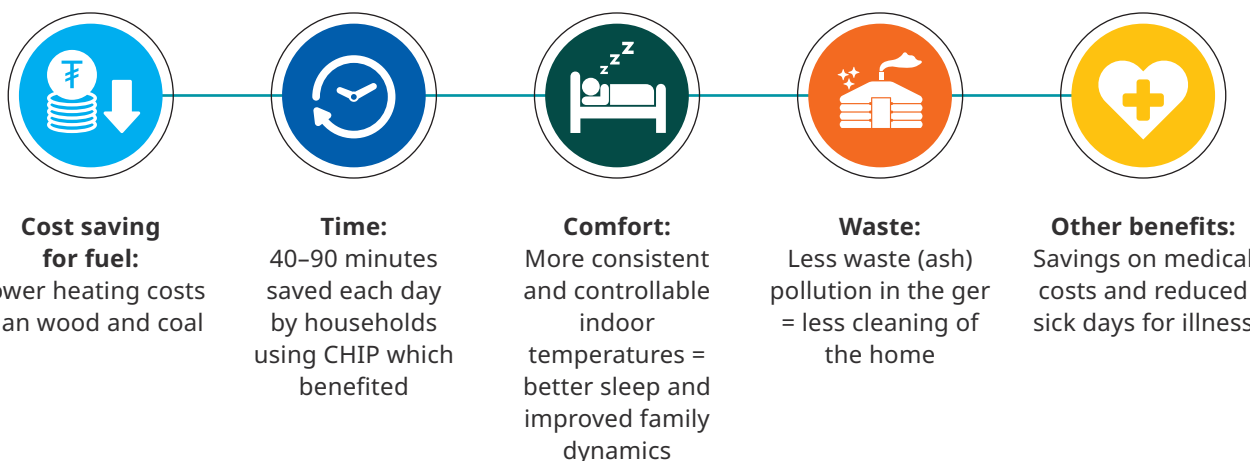 ₮
z z Z
Cost saving
for fuel:
ower heating costs
an wood and coal
Time:
40–90 minutes
saved each day
by households
using CHIP which
benefited
Comfort:
More consistent
and controllable
indoor
temperatures =
better sleep and
improved family
dynamics
Waste:
Less waste (ash)
pollution in the ger
= less cleaning of
the home
Other benefits:
Savings on medical
costs and reduced
sick days for illness